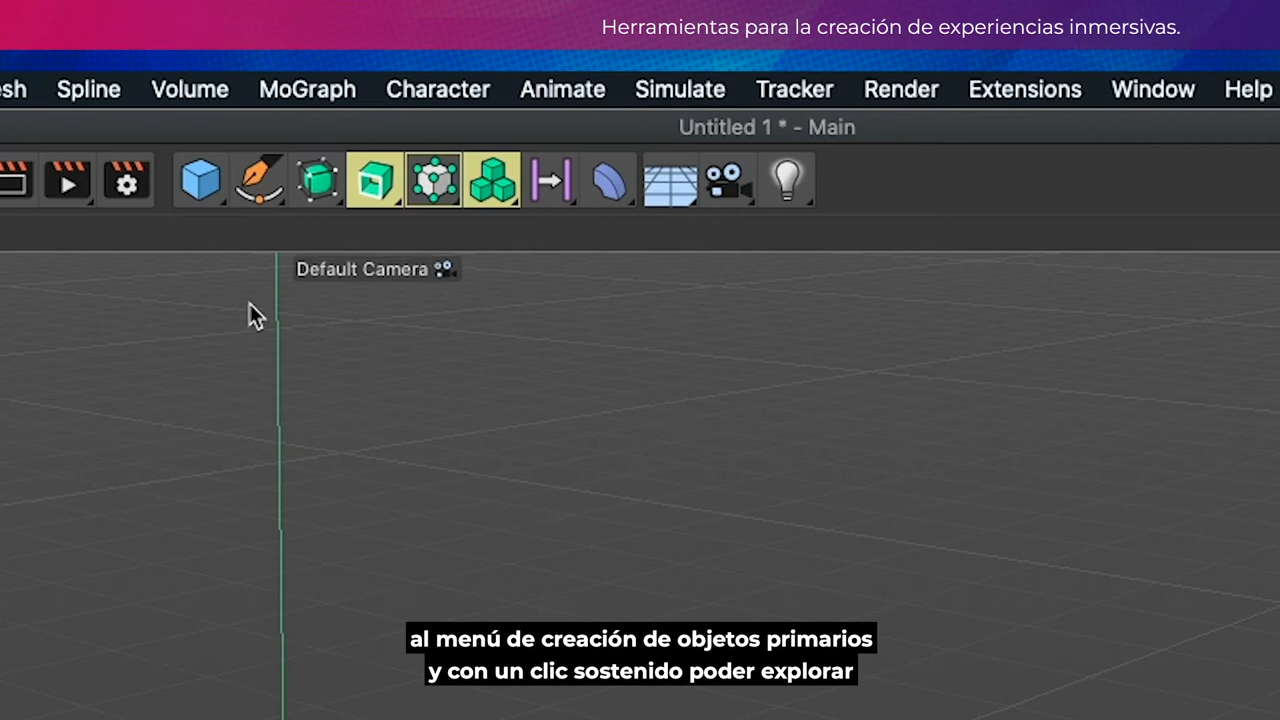 Herramientas para la creación de experiencias inmersivas.
sh Spline Volume MoGraph Character Animate Simulate Tracker Render Extensions Window Help
Untitled 1 * - Main
Default Camera
al menú de creación de objetos primarios
y con un clic sostenido poder explorar